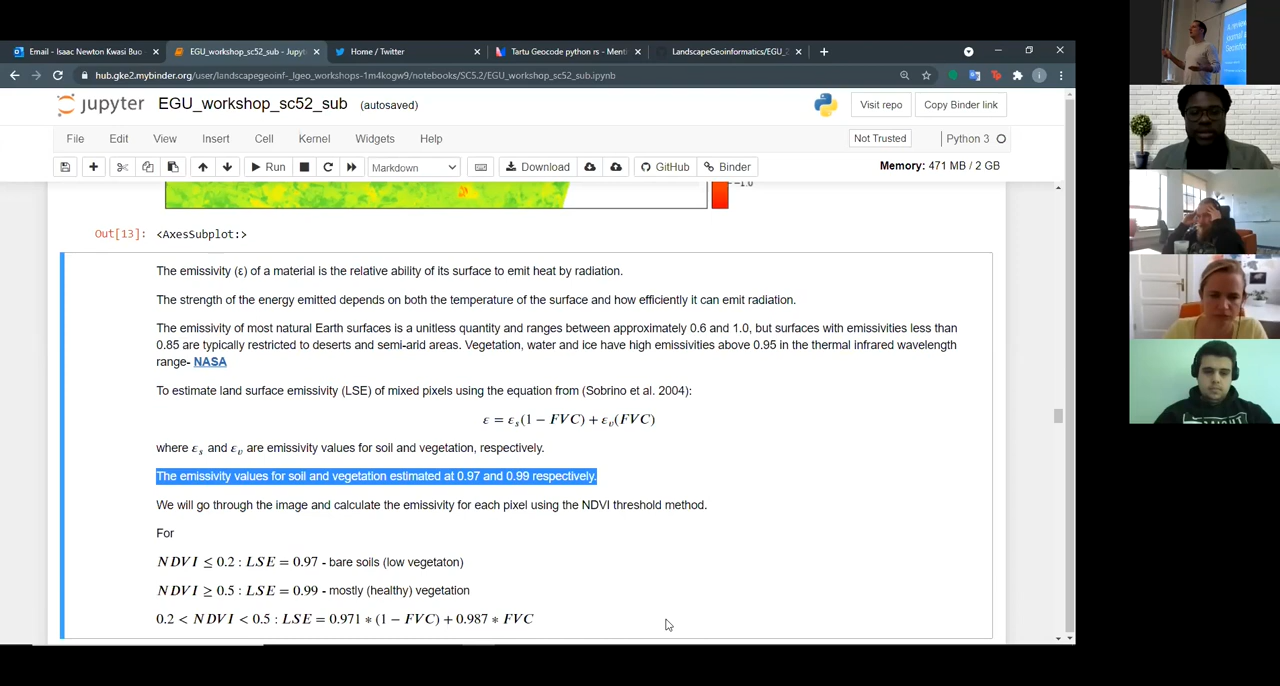 Email - Isaac Newton Kwasi Buo
EGU_workshop_sc52_sub - Jupyt
Home / Twitter
Tartu Geocode python rs - Menti
LandscapeGeoinformatics/EGU_2
hub.gke2.mybinder.org/user/landscapegeoinf-_lgeo_workshops-1m4kogw9/notebooks/SC5.2/EGU_workshop_sc52_sub.ipynb
jupyter EGU_workshop_sc52_sub (autosaved)
Visit repo
Copy Binder link
File Edit View Insert Cell Kernel Widgets Help
Not Trusted
Python 3
Run
Markdown
Download
GitHub
Binder
Memory: 471 MB / 2 GB
−1.0
Out[13]: <AxesSubplot:>
The emissivity (ε) of a material is the relative ability of its surface to emit heat by radiation.
The strength of the energy emitted depends on both the temperature of the surface and how efficiently it can emit radiation.
The emissivity of most natural Earth surfaces is a unitless quantity and ranges between approximately 0.6 and 1.0, but surfaces with emissivities less than
0.85 are typically restricted to deserts and semi-arid areas. Vegetation, water and ice have high emissivities above 0.95 in the thermal infrared wavelength
range- NASA
To estimate land surface emissivity (LSE) of mixed pixels using the equation from (Sobrino et al. 2004):
ε = εs(1 − FVC) + εv(FVC)
where εs and εv are emissivity values for soil and vegetation, respectively.
The emissivity values for soil and vegetation estimated at 0.97 and 0.99 respectively.
We will go through the image and calculate the emissivity for each pixel using the NDVI threshold method.
For
NDVI ≤ 0.2 : LSE = 0.97 - bare soils (low vegetaton)
NDVI ≥ 0.5 : LSE = 0.99 - mostly (healthy) vegetation
0.2 < NDVI < 0.5 : LSE = 0.971 ∗ (1 − FVC) + 0.987 ∗ FVC